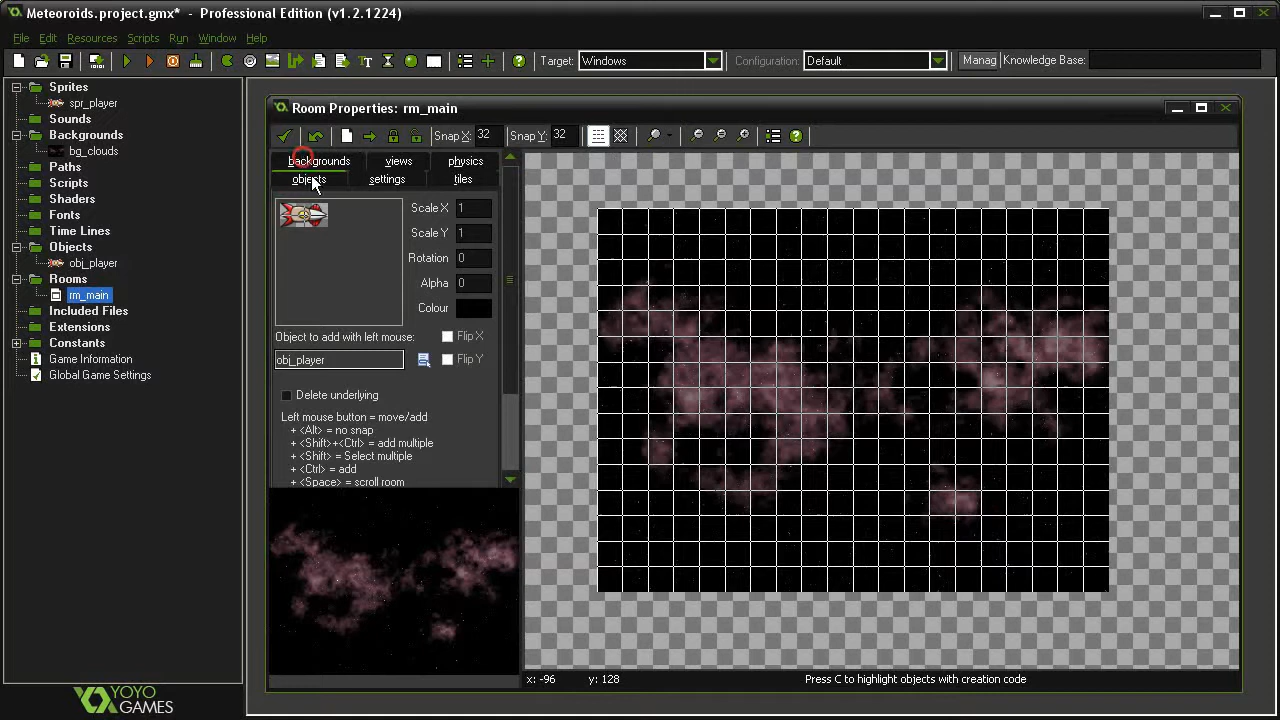 Meteoroids.project.gmx* - Professional Edition (v1.2.1224)
File Edit Resources Scripts Run Window Help
Target: Windows Configuration: Default Manag Knowledge Base:
Sprites
spr_player
Sounds
Backgrounds
bg_clouds
Paths
Scripts
Shaders
Fonts
Time Lines
Objects
obj_player
Rooms
rm_main
Included Files
Extensions
Constants
Game Information
Global Game Settings
YOYO
GAMES
Room Properties: rm_main
Snap X: 32 Snap Y: 32
backgrounds views physics
objects settings tiles
Scale X 1
Scale Y 1
Rotation 0
Alpha 0
Colour
Object to add with left mouse: Flip X
obj_player Flip Y
Delete underlying
Left mouse button = move/add
+ <Alt> = no snap
+ <Shift>+<Ctrl> = add multiple
+ <Shift> = Select multiple
+ <Ctrl> = add
+ <Space> = scroll room
x: -96 y: 128 Press C to highlight objects with creation code